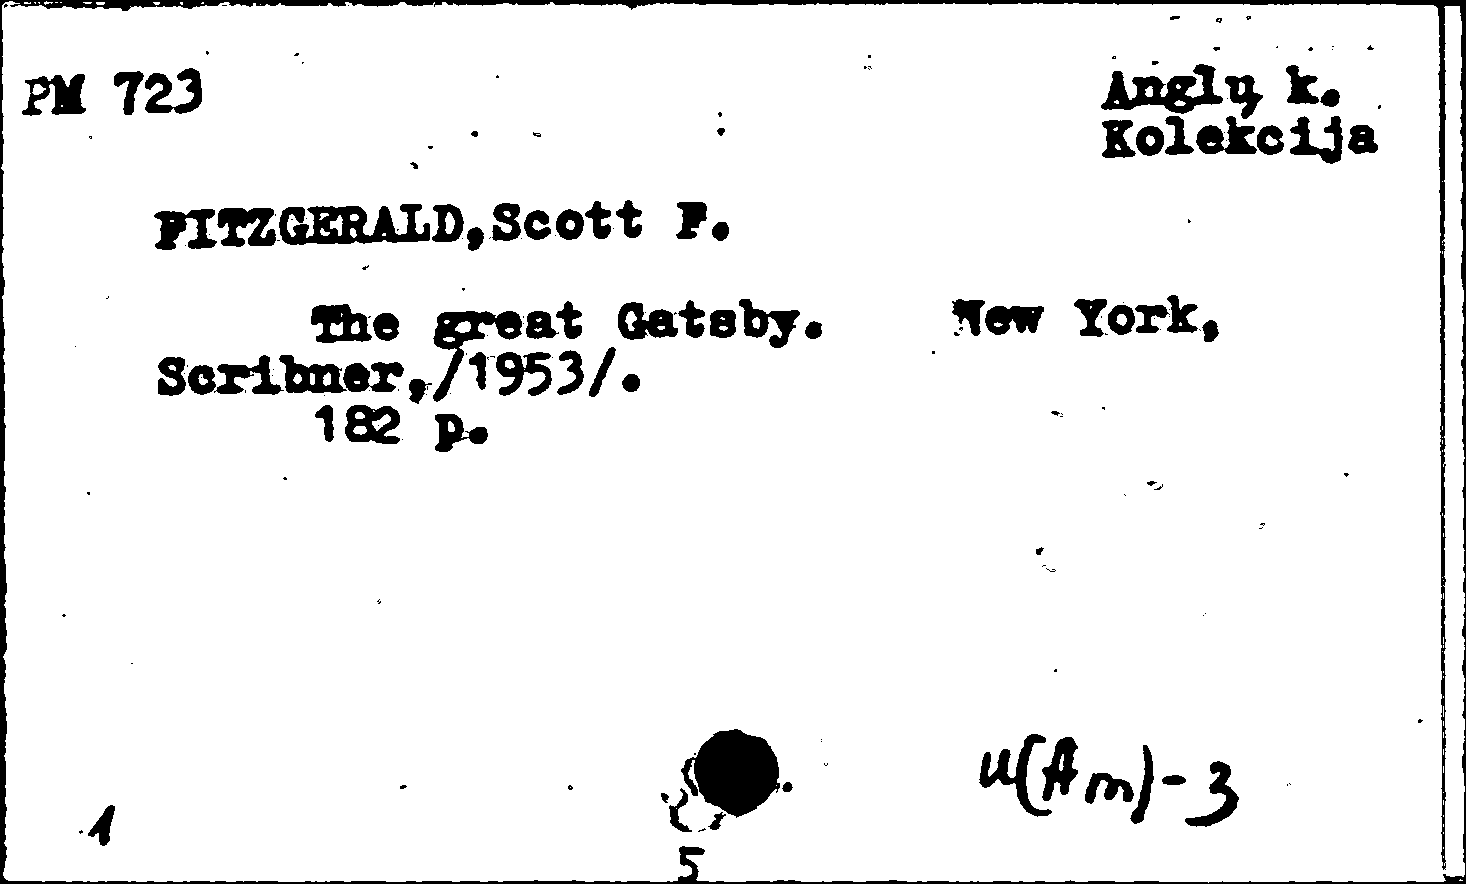 PM 723
Anglų k.
Kolekcija
FITZGERALD,Scott F.
The great Gatsby. New York,
Scribner,/1953/.
182 p.
И(Am)-3
1
5